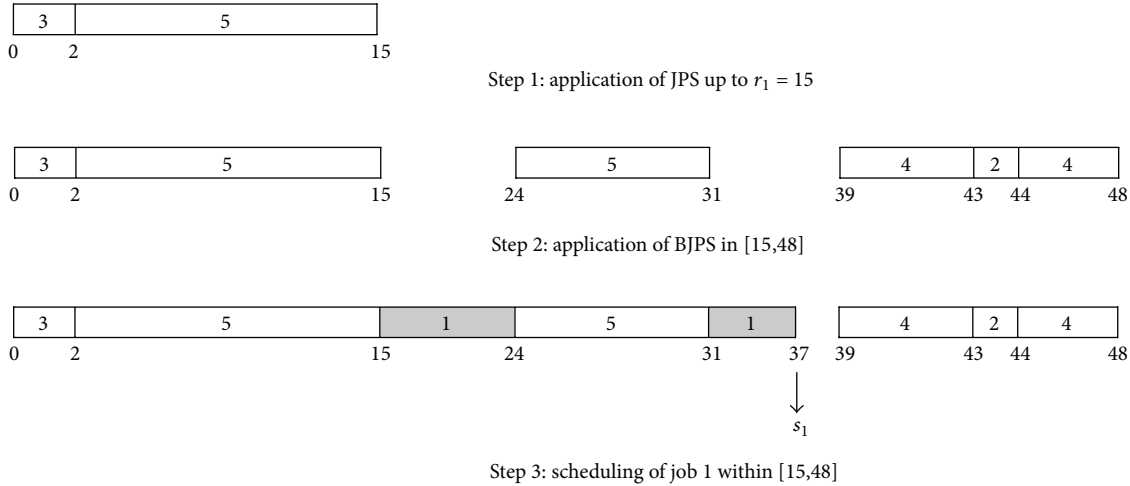 3 5
0 2 15
Step 1: application of JPS up to r₁ = 15
3 5 5 4 2 4
0 2 15 24 31 39 43 44 48
Step 2: application of BJPS in [15,48]
3 5 1 5 1 4 2 4
0 2 15 24 31 37 39 43 44 48
s₁
Step 3: scheduling of job 1 within [15,48]